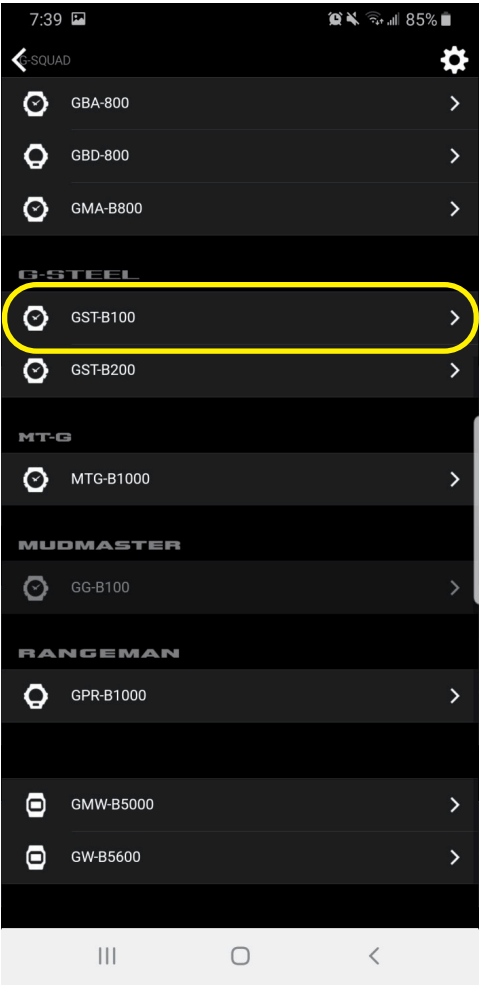 7:39 85%
G-SQUAD
GBA-800
GBD-800
GMA-B800
G-STEEL
GST-B100
GST-B200
MT-G
MTG-B1000
MUDMASTER
GG-B100
RANGEMAN
GPR-B1000
GMW-B5000
GW-B5600